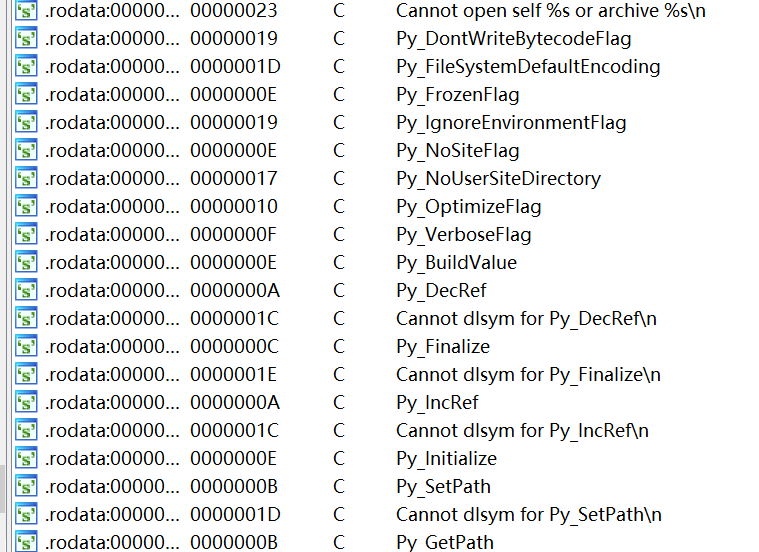 .rodata:00000... 00000023 C Cannot open self %s or archive %s\n
.rodata:00000... 00000019 C Py_DontWriteBytecodeFlag
.rodata:00000... 0000001D C Py_FileSystemDefaultEncoding
.rodata:00000... 0000000E C Py_FrozenFlag
.rodata:00000... 00000019 C Py_IgnoreEnvironmentFlag
.rodata:00000... 0000000E C Py_NoSiteFlag
.rodata:00000... 00000017 C Py_NoUserSiteDirectory
.rodata:00000... 00000010 C Py_OptimizeFlag
.rodata:00000... 0000000F C Py_VerboseFlag
.rodata:00000... 0000000E C Py_BuildValue
.rodata:00000... 0000000A C Py_DecRef
.rodata:00000... 0000001C C Cannot dlsym for Py_DecRef\n
.rodata:00000... 0000000C C Py_Finalize
.rodata:00000... 0000001E C Cannot dlsym for Py_Finalize\n
.rodata:00000... 0000000A C Py_IncRef
.rodata:00000... 0000001C C Cannot dlsym for Py_IncRef\n
.rodata:00000... 0000000E C Py_Initialize
.rodata:00000... 0000000B C Py_SetPath
.rodata:00000... 0000001D C Cannot dlsym for Py_SetPath\n
.rodata:00000... 0000000B C Py_GetPath